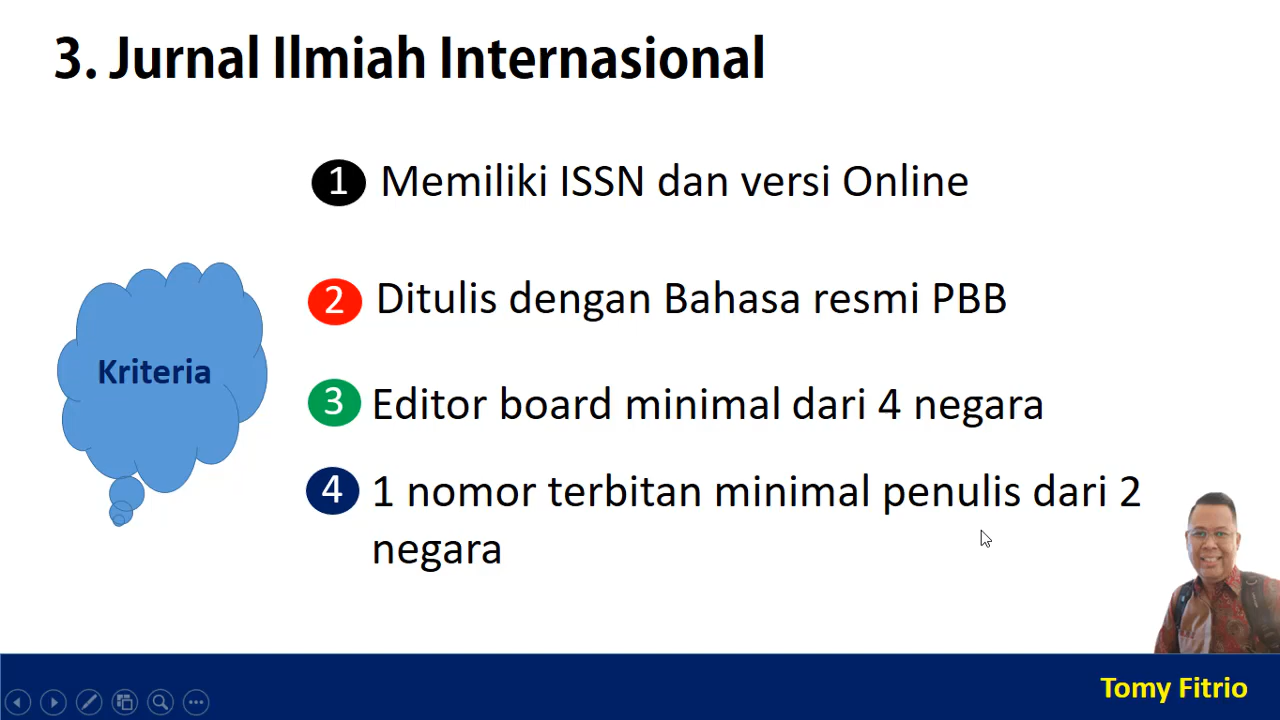 3. Jurnal Ilmiah Internasional
1 Memiliki ISSN dan versi Online
2 Ditulis dengan Bahasa resmi PBB
Kriteria
3 Editor board minimal dari 4 negara
4 1 nomor terbitan minimal penulis dari 2
negara
Tomy Fitrio